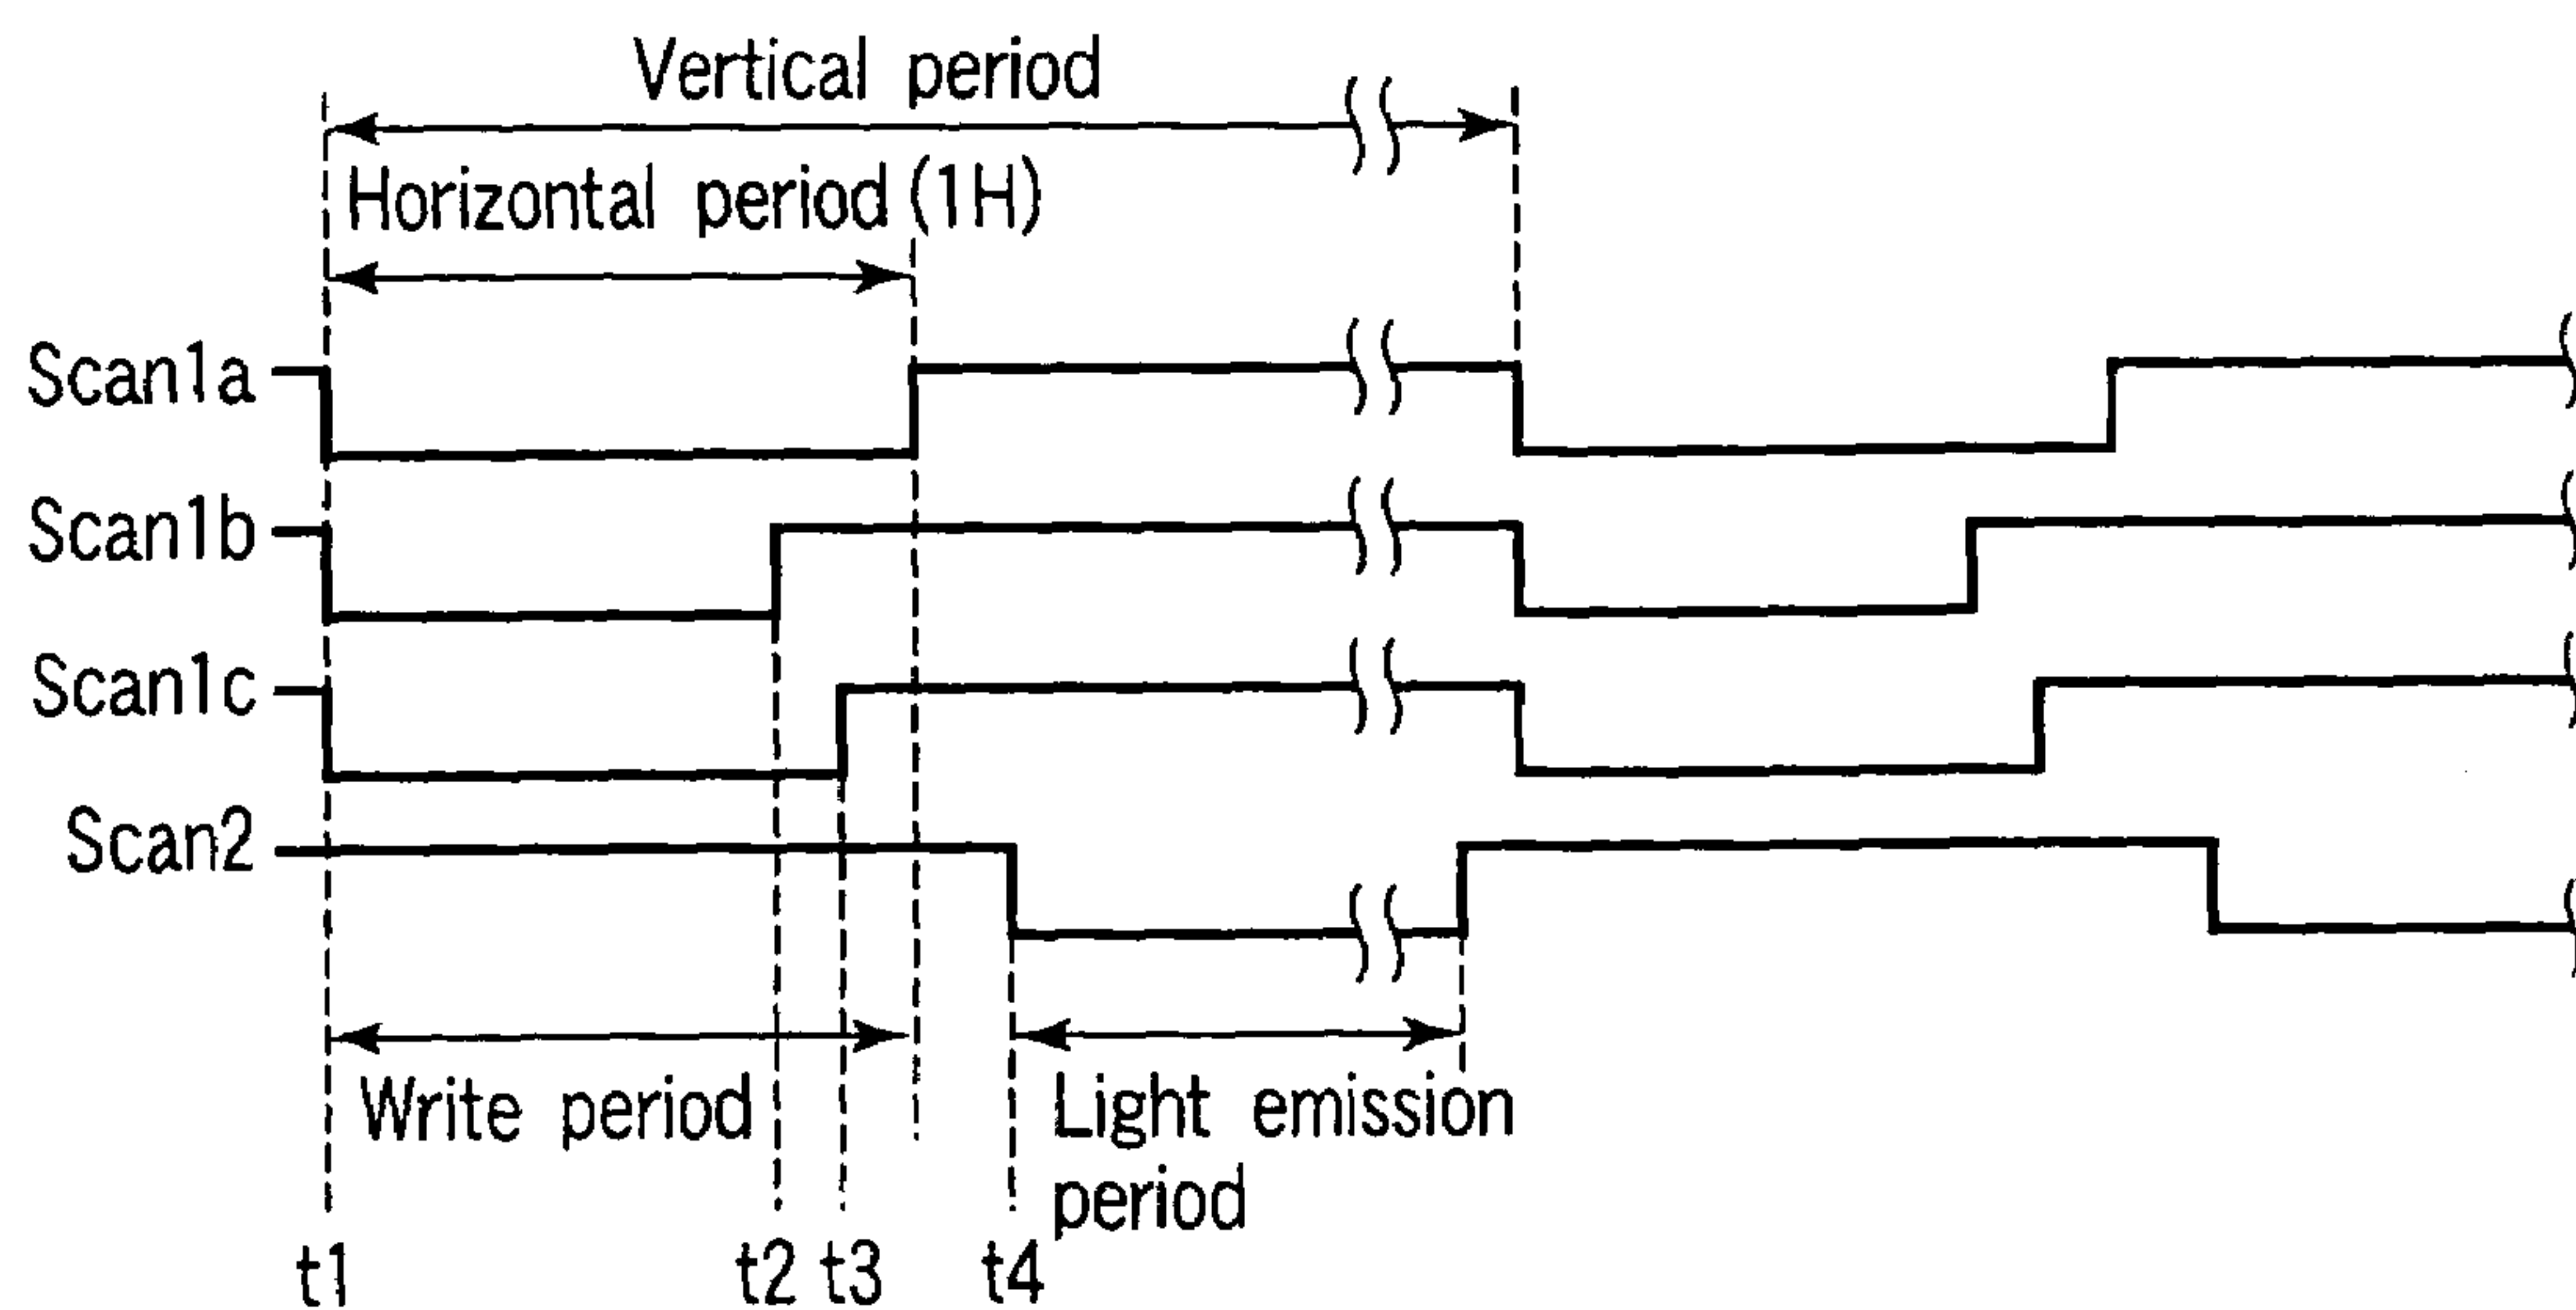 Vertical period
Horizontal period (1H)
Scan1a
Scan1b
Scan1c
Scan2
Write period
Light emission
period
t1 t2 t3 t4